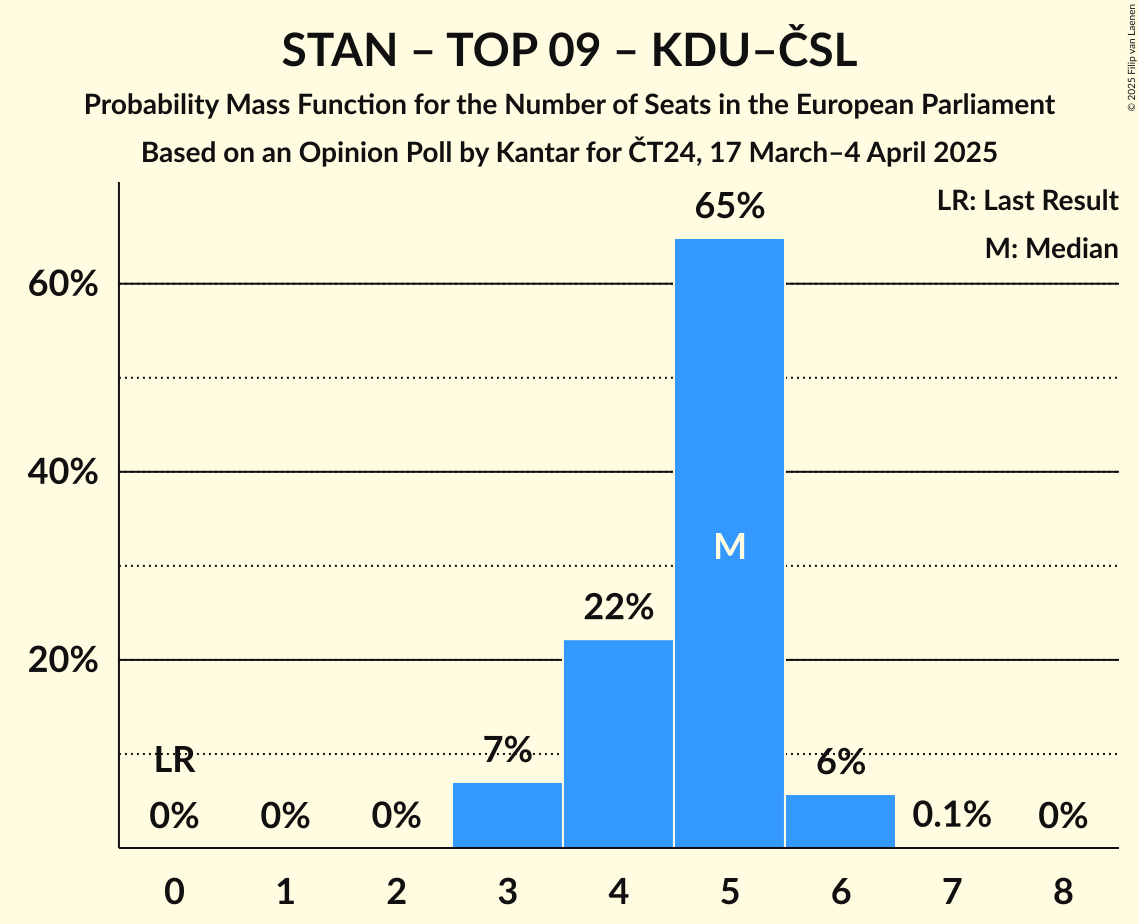 STAN – TOP 09 – KDU–ČSL
Probability Mass Function for the Number of Seats in the European Parliament
Based on an Opinion Poll by Kantar for ČT24, 17 March–4 April 2025
© 2025 Filip van Laenen
LR: Last Result
M: Median
65%
60%
40%
M
22%
20%
LR
7%
6%
0%
0%
0%
0.1%
0%
0
1
2
3
4
5
6
7
8